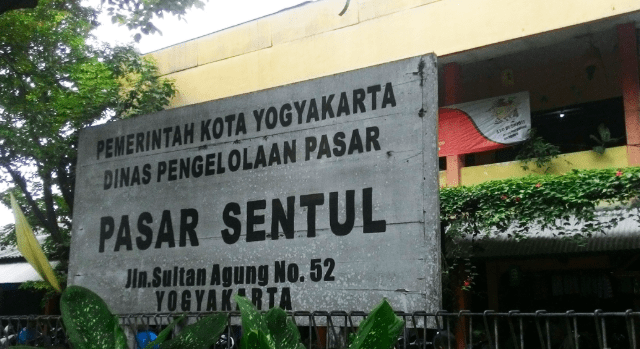 PEMERINTAH KOTA YOGYAKARTA
DINAS PENGELOLAAN PASAR
PASAR SENTUL
Jln.Sultan Agung No. 52
YOGYAKARTA